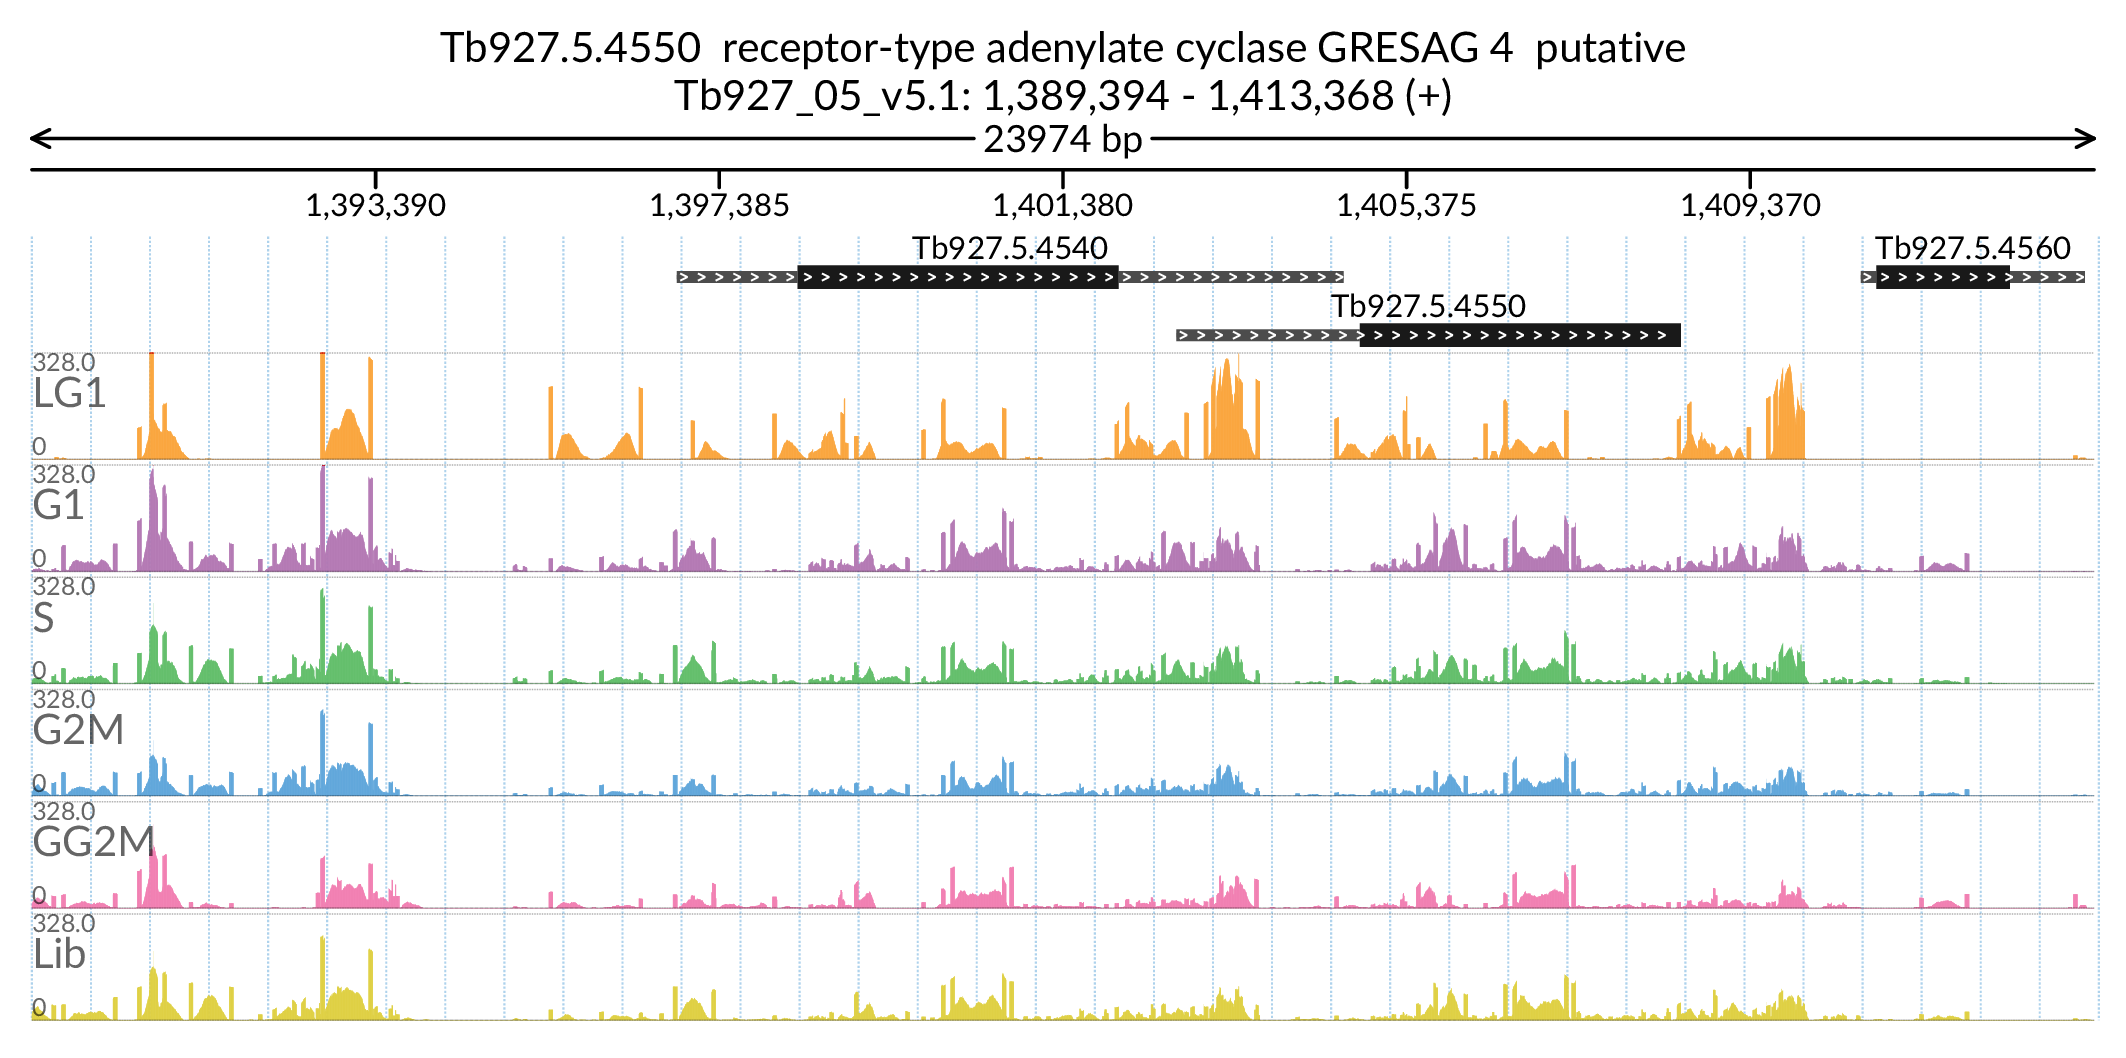 Tb927.5.4550  receptor-type adenylate cyclase GRESAG 4  putative
Tb927_05_v5.1: 1,389,394 - 1,413,368 (+)
23974 bp
1,393,390 1,397,385 1,401,380 1,405,375 1,409,370
Tb927.5.4540 Tb927.5.4560
Tb927.5.4550
328.0
LG1
0
328.0
G1
0
328.0
S
0
328.0
G2M
0
328.0
GG2M
0
328.0
Lib
0